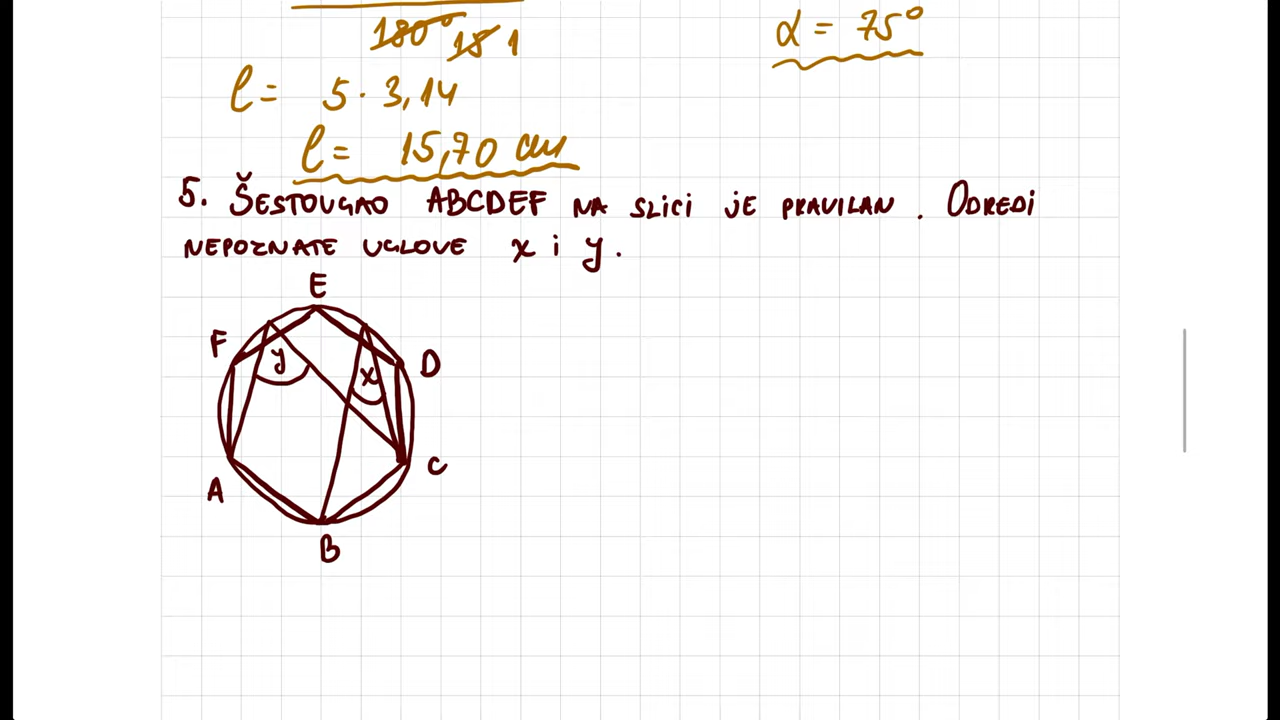 180° 15 1
α = 75°
l = 5 · 3,14
l = 15,70 cm
5. ŠESTOUGAO ABCDEF NA SLICI JE PRAVILAN. ODREDI
NEPOZNATE UGLOVE x i y.
E
F
y
x
D
A
C
B